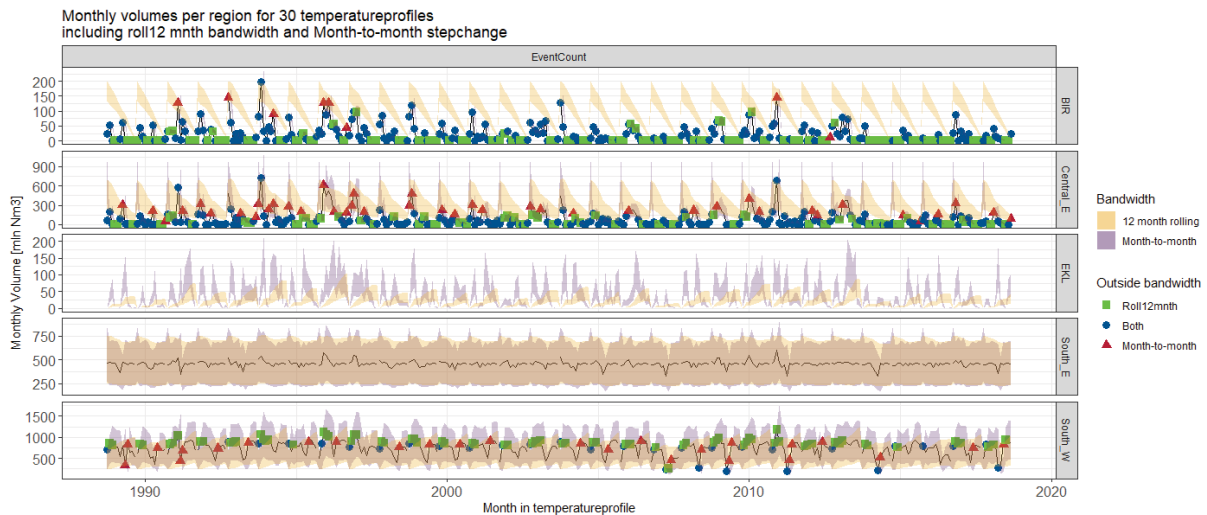 Monthly volumes per region for 30 temperatureprofiles
including roll12 mnth bandwidth and Month-to-month stepchange
EventCount
200
150
100
50
0
BIR
900
600
300
0
Central_E
200
150
100
50
0
EKL
750
500
250
South_E
1500
1000
500
South_W
Monthly Volume [mln Nm3]
1990
2000
2010
2020
Month in temperatureprofile
Bandwidth
12 month rolling
Month-to-month
Outside bandwidth
Roll12mnth
Both
Month-to-month